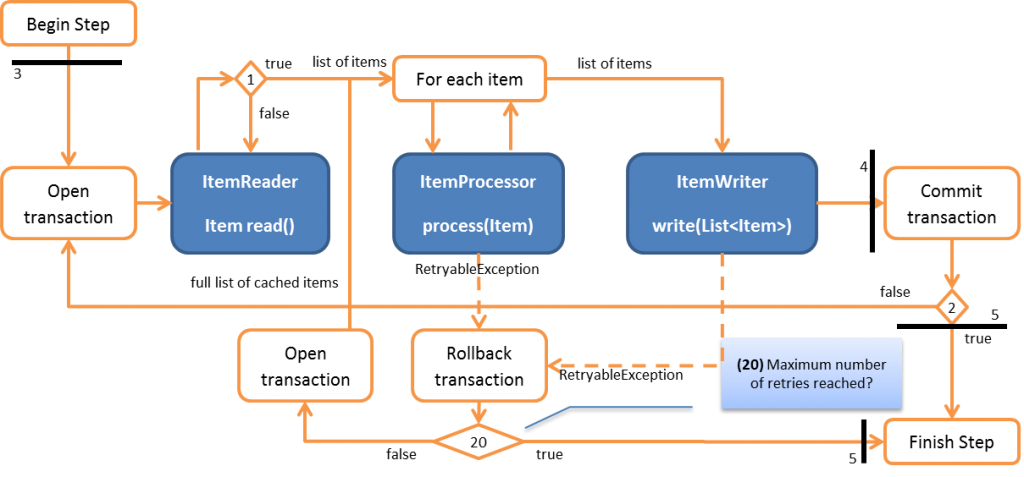 Begin Step
3
1
true
list of items
false
For each item
list of items
Open
transaction
ItemReader
Item read()
ItemProcessor
process(Item)
ItemWriter
write(List<Item>)
4
Commit
transaction
RetryableException
full list of cached items
false
2
5
true
Open
transaction
Rollback
transaction
RetryableException
(20) Maximum number
of retries reached?
20
false
true
5
Finish Step